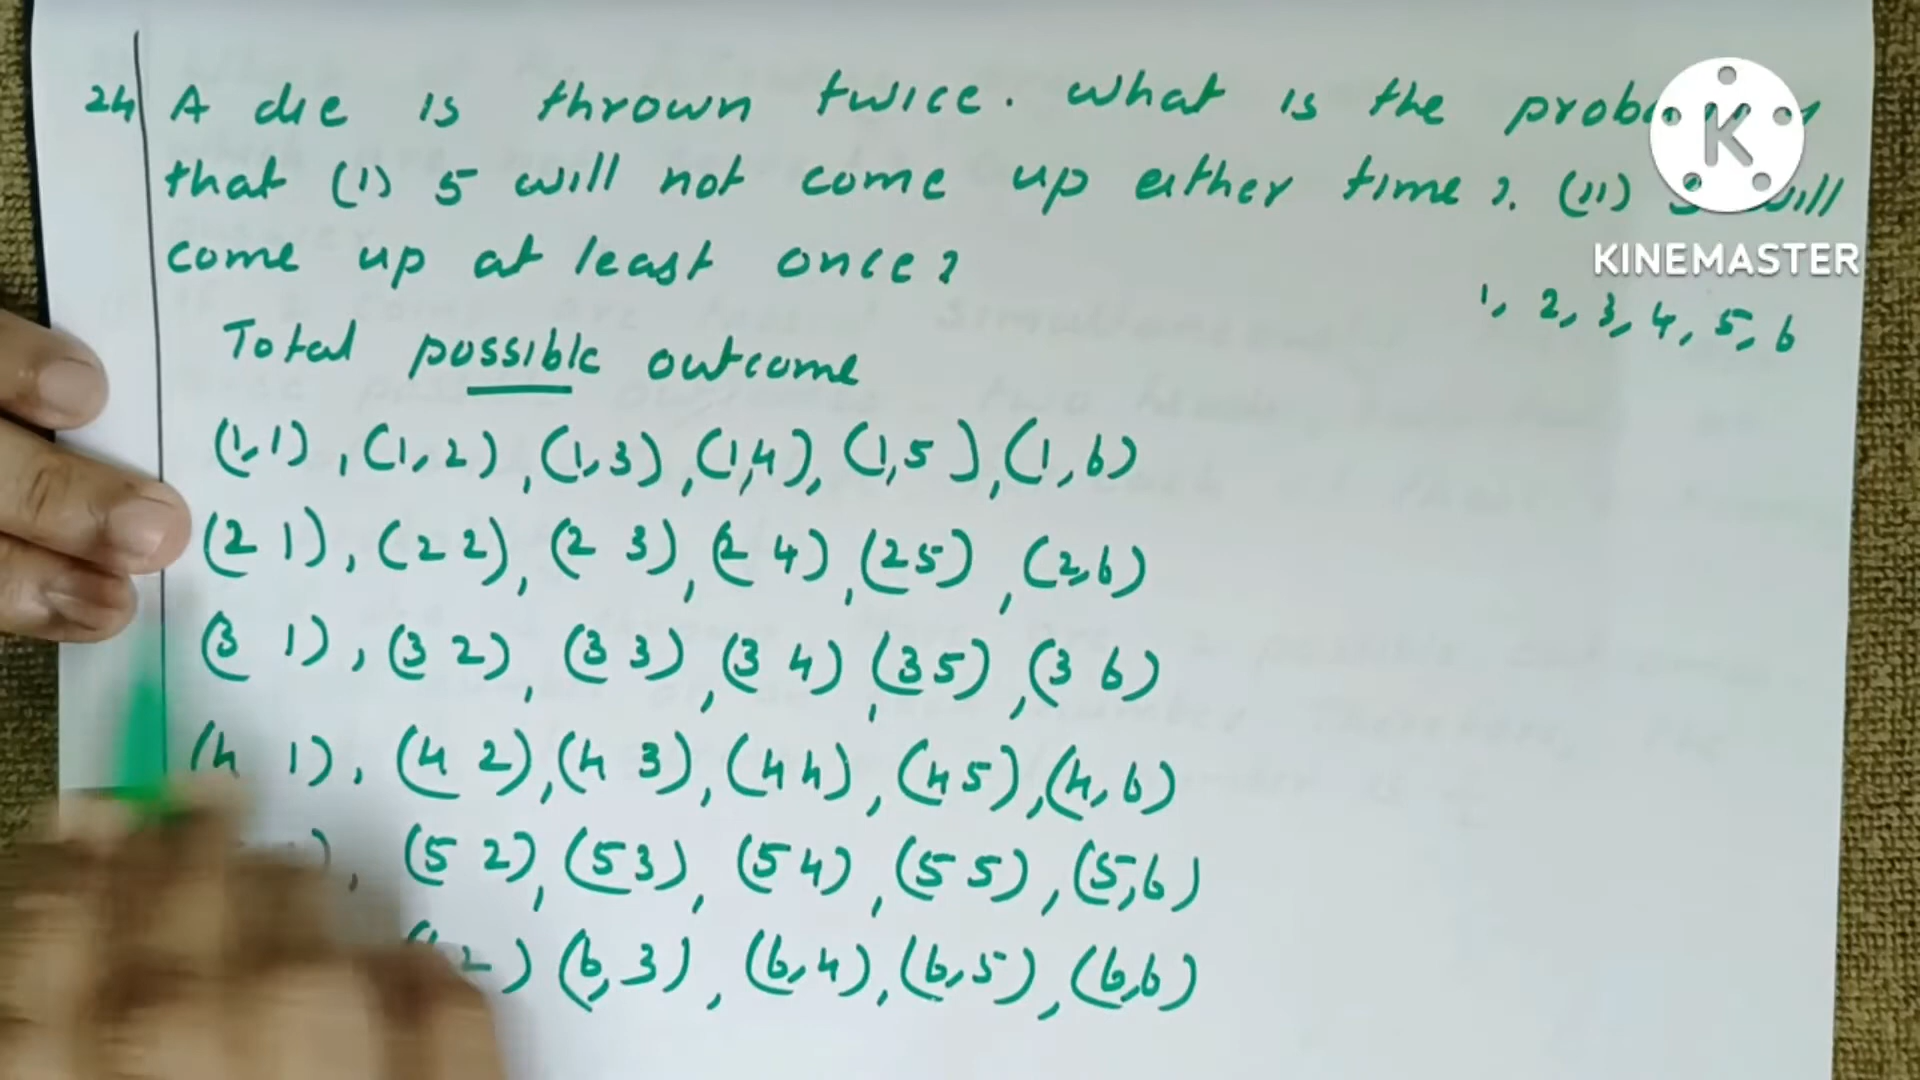 24 A die is thrown twice. What is the
that (i) 5 will not come up either time?. (ii) will
come up at least once?
KINEMASTER
1, 2, 3, 4, 5, 6
Total possible outcome
(1,1), (1,2), (1,3), (1,4), (1,5), (1,6)
(2 1), (2 2), (2 3), (2 4), (2 5), (2,6)
(3 1), (3 2), (3 3), (3 4), (3 5), (3 6)
(4 1), (4 2), (4 3), (4 4), (4 5), (4,6)
(5 2), (5 3), (5 4), (5 5), (5,6)
2) (6,3), (6,4), (6,5), (6,6)